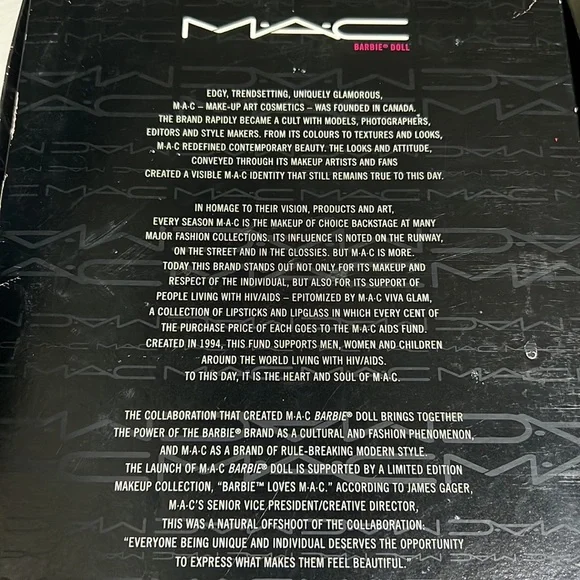 M·A·C
BARBIE® DOLL
EDGY, TRENDSETTING, UNIQUELY GLAMOROUS,
M·A·C – MAKE-UP ART COSMETICS – WAS FOUNDED IN CANADA.
THE BRAND RAPIDLY BECAME A CULT WITH MODELS, PHOTOGRAPHERS,
EDITORS AND STYLE MAKERS. FROM ITS COLOURS TO TEXTURES AND LOOKS,
M·A·C REDEFINED CONTEMPORARY BEAUTY. THE LOOKS AND ATTITUDE,
CONVEYED THROUGH ITS MAKEUP ARTISTS AND FANS
CREATED A VISIBLE M·A·C IDENTITY THAT STILL REMAINS TRUE TO THIS DAY.
IN HOMAGE TO THEIR VISION, PRODUCTS AND ART,
EVERY SEASON M·A·C IS THE MAKEUP OF CHOICE BACKSTAGE AT MANY
MAJOR FASHION COLLECTIONS. ITS INFLUENCE IS NOTED ON THE RUNWAY,
ON THE STREET AND IN THE GLOSSIES. BUT M·A·C IS MORE.
TODAY THIS BRAND STANDS OUT NOT ONLY FOR ITS MAKEUP AND
RESPECT OF THE INDIVIDUAL, BUT ALSO FOR ITS SUPPORT OF
PEOPLE LIVING WITH HIV/AIDS – EPITOMIZED BY M·A·C VIVA GLAM,
A COLLECTION OF LIPSTICKS AND LIPGLASS IN WHICH EVERY CENT OF
THE PURCHASE PRICE OF EACH GOES TO THE M·A·C AIDS FUND.
CREATED IN 1994, THIS FUND SUPPORTS MEN, WOMEN AND CHILDREN
AROUND THE WORLD LIVING WITH HIV/AIDS.
TO THIS DAY, IT IS THE HEART AND SOUL OF M·A·C.
THE COLLABORATION THAT CREATED M·A·C BARBIE® DOLL BRINGS TOGETHER
THE POWER OF THE BARBIE® BRAND AS A CULTURAL AND FASHION PHENOMENON,
AND M·A·C AS A BRAND OF RULE-BREAKING MODERN STYLE.
THE LAUNCH OF M·A·C BARBIE® DOLL IS SUPPORTED BY A LIMITED EDITION
MAKEUP COLLECTION, "BARBIE™ LOVES M·A·C." ACCORDING TO JAMES GAGER,
M·A·C'S SENIOR VICE PRESIDENT/CREATIVE DIRECTOR,
THIS WAS A NATURAL OFFSHOOT OF THE COLLABORATION:
"EVERYONE BEING UNIQUE AND INDIVIDUAL DESERVES THE OPPORTUNITY
TO EXPRESS WHAT MAKES THEM FEEL BEAUTIFUL."